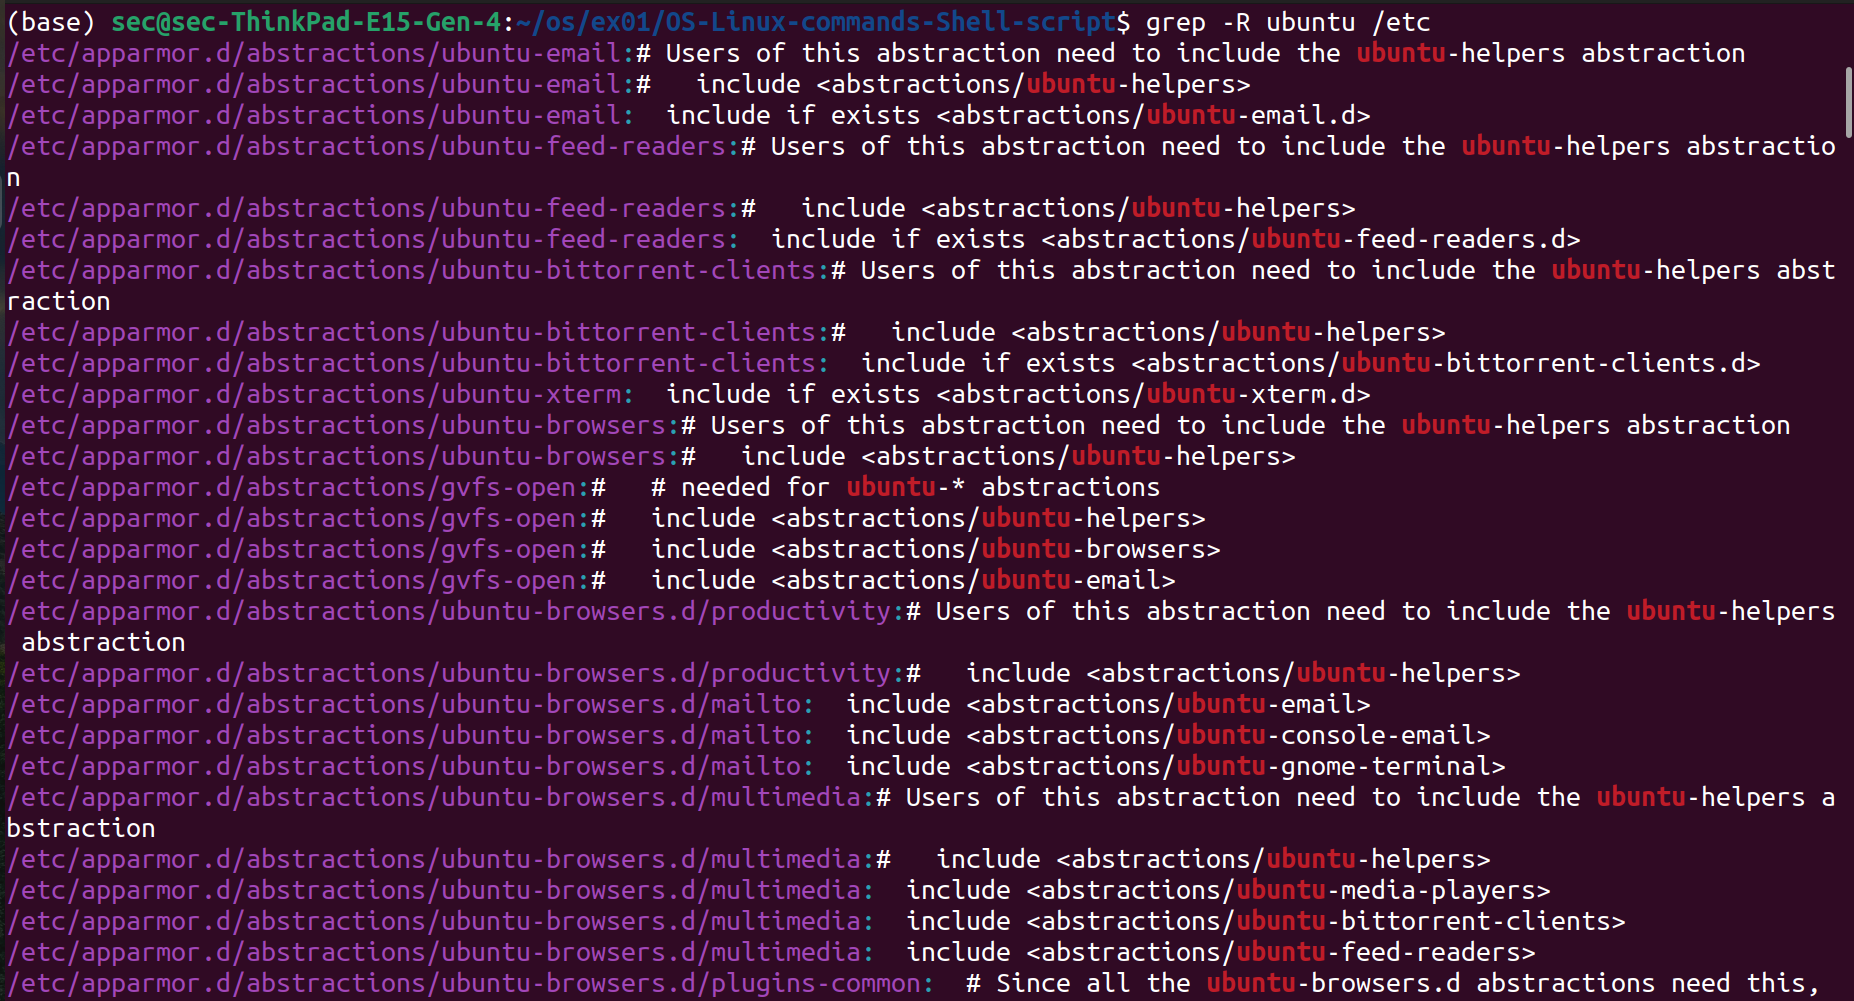 (base) sec@sec-ThinkPad-E15-Gen-4:~/os/ex01/OS-Linux-commands-Shell-script$ grep -R ubuntu /etc
/etc/apparmor.d/abstractions/ubuntu-email:# Users of this abstraction need to include the ubuntu-helpers abstraction
/etc/apparmor.d/abstractions/ubuntu-email:#   include <abstractions/ubuntu-helpers>
/etc/apparmor.d/abstractions/ubuntu-email:  include if exists <abstractions/ubuntu-email.d>
/etc/apparmor.d/abstractions/ubuntu-feed-readers:# Users of this abstraction need to include the ubuntu-helpers abstractio
n
/etc/apparmor.d/abstractions/ubuntu-feed-readers:#   include <abstractions/ubuntu-helpers>
/etc/apparmor.d/abstractions/ubuntu-feed-readers:  include if exists <abstractions/ubuntu-feed-readers.d>
/etc/apparmor.d/abstractions/ubuntu-bittorrent-clients:# Users of this abstraction need to include the ubuntu-helpers abst
raction
/etc/apparmor.d/abstractions/ubuntu-bittorrent-clients:#   include <abstractions/ubuntu-helpers>
/etc/apparmor.d/abstractions/ubuntu-bittorrent-clients:  include if exists <abstractions/ubuntu-bittorrent-clients.d>
/etc/apparmor.d/abstractions/ubuntu-xterm:  include if exists <abstractions/ubuntu-xterm.d>
/etc/apparmor.d/abstractions/ubuntu-browsers:# Users of this abstraction need to include the ubuntu-helpers abstraction
/etc/apparmor.d/abstractions/ubuntu-browsers:#   include <abstractions/ubuntu-helpers>
/etc/apparmor.d/abstractions/gvfs-open:#   # needed for ubuntu-* abstractions
/etc/apparmor.d/abstractions/gvfs-open:#   include <abstractions/ubuntu-helpers>
/etc/apparmor.d/abstractions/gvfs-open:#   include <abstractions/ubuntu-browsers>
/etc/apparmor.d/abstractions/gvfs-open:#   include <abstractions/ubuntu-email>
/etc/apparmor.d/abstractions/ubuntu-browsers.d/productivity:# Users of this abstraction need to include the ubuntu-helpers
 abstraction
/etc/apparmor.d/abstractions/ubuntu-browsers.d/productivity:#   include <abstractions/ubuntu-helpers>
/etc/apparmor.d/abstractions/ubuntu-browsers.d/mailto:  include <abstractions/ubuntu-email>
/etc/apparmor.d/abstractions/ubuntu-browsers.d/mailto:  include <abstractions/ubuntu-console-email>
/etc/apparmor.d/abstractions/ubuntu-browsers.d/mailto:  include <abstractions/ubuntu-gnome-terminal>
/etc/apparmor.d/abstractions/ubuntu-browsers.d/multimedia:# Users of this abstraction need to include the ubuntu-helpers a
bstraction
/etc/apparmor.d/abstractions/ubuntu-browsers.d/multimedia:#   include <abstractions/ubuntu-helpers>
/etc/apparmor.d/abstractions/ubuntu-browsers.d/multimedia:  include <abstractions/ubuntu-media-players>
/etc/apparmor.d/abstractions/ubuntu-browsers.d/multimedia:  include <abstractions/ubuntu-bittorrent-clients>
/etc/apparmor.d/abstractions/ubuntu-browsers.d/multimedia:  include <abstractions/ubuntu-feed-readers>
/etc/apparmor.d/abstractions/ubuntu-browsers.d/plugins-common:  # Since all the ubuntu-browsers.d abstractions need this,